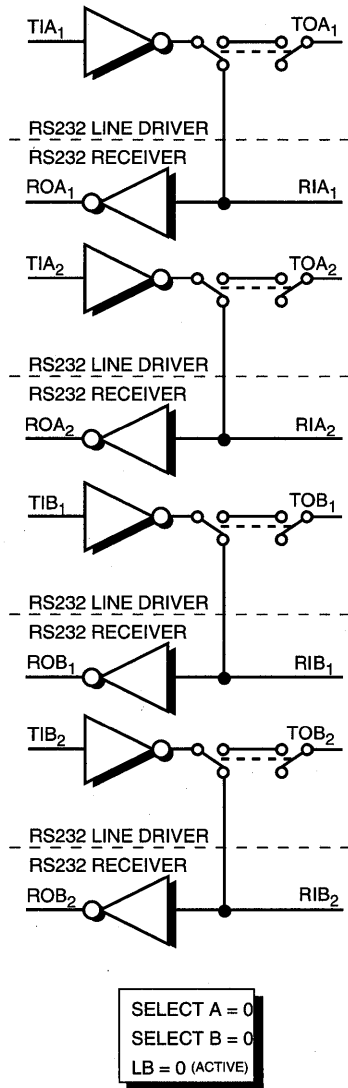 TIA1 TOA1
RS232 LINE DRIVER
RS232 RECEIVER
ROA1 RIA1
TIA2 TOA2
RS232 LINE DRIVER
RS232 RECEIVER
ROA2 RIA2
TIB1 TOB1
RS232 LINE DRIVER
RS232 RECEIVER
ROB1 RIB1
TIB2 TOB2
RS232 LINE DRIVER
RS232 RECEIVER
ROB2 RIB2
SELECT A = 0
SELECT B = 0
LB = 0 (ACTIVE)